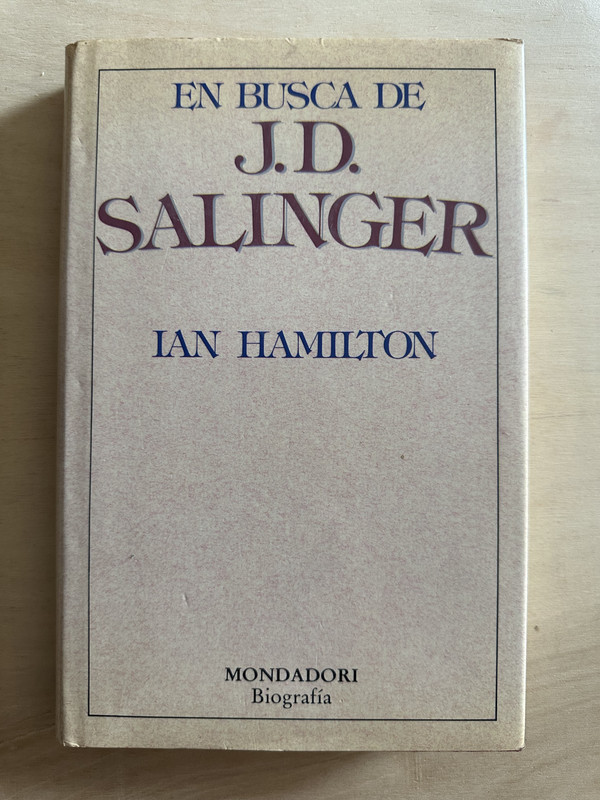 EN BUSCA DE
J.D.
SALINGER
IAN HAMILTON
MONDADORI
Biografía